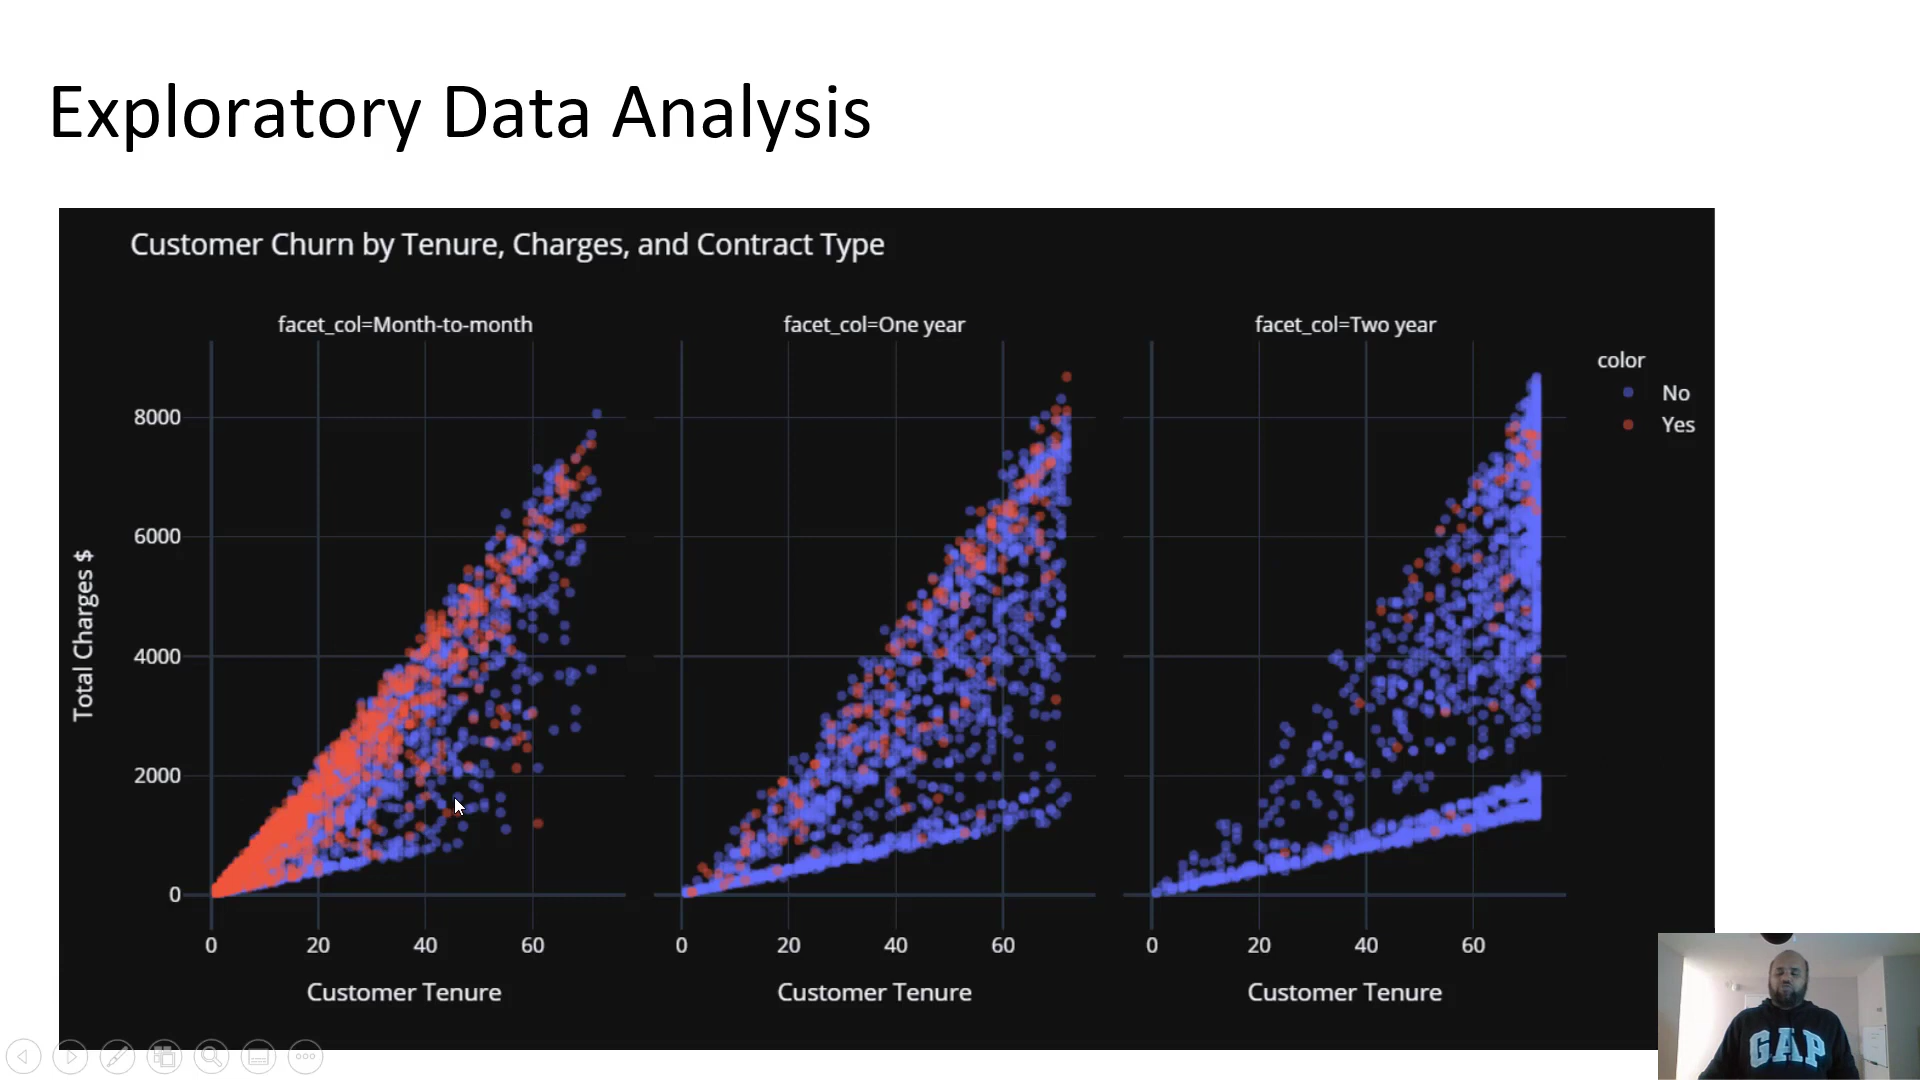 Exploratory Data Analysis
Customer Churn by Tenure, Charges, and Contract Type
facet_col=Month-to-month
facet_col=One year
facet_col=Two year
color
No
Yes
Total Charges $
8000
6000
4000
2000
0
0 20 40 60
0 20 40 60
0 20 40 60
Customer Tenure
Customer Tenure
Customer Tenure
GAP